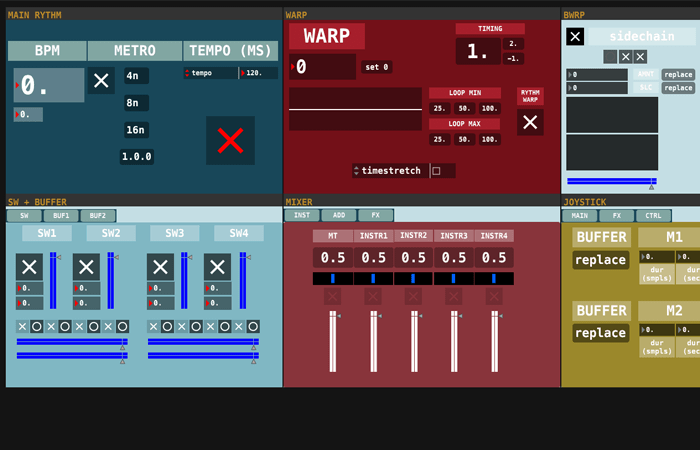 MAIN RYTHM
BPM METRO TEMPO (MS)
0.
0.
4n
8n
16n
1.0.0
tempo 120.
WARP
WARP
0
set 0
TIMING
1.
2.
-1.
LOOP MIN
25. 50. 100.
LOOP MAX
25. 50. 100.
RYTHM
WARP
timestretch
BWRP
sidechain
0 AMNT replace
0 SLC replace
SW + BUFFER
SW BUF1 BUF2
SW1 SW2 SW3 SW4
0. 0. 0. 0.
0. 0. 0. 0.
MIXER
INST ADD FX
MT INSTR1 INSTR2 INSTR3 INSTR4
0.5 0.5 0.5 0.5 0.5
JOYSTICK
MAIN FX CTRL
BUFFER M1
replace
0. 0.
dur
(smpls)
dur
(sec
BUFFER M2
replace
0. 0.
dur
(smpls)
dur
(sec